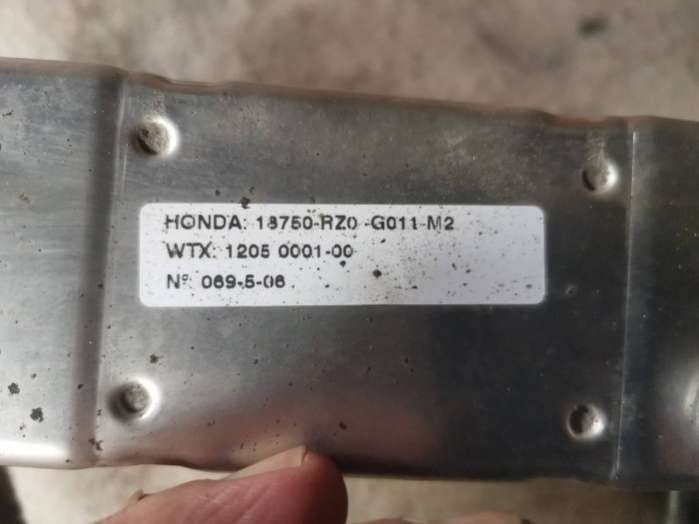 HONDA: 18750-RZ0 -G011-M2
WTX: 1205 0001-00
Nº: 069-5-06